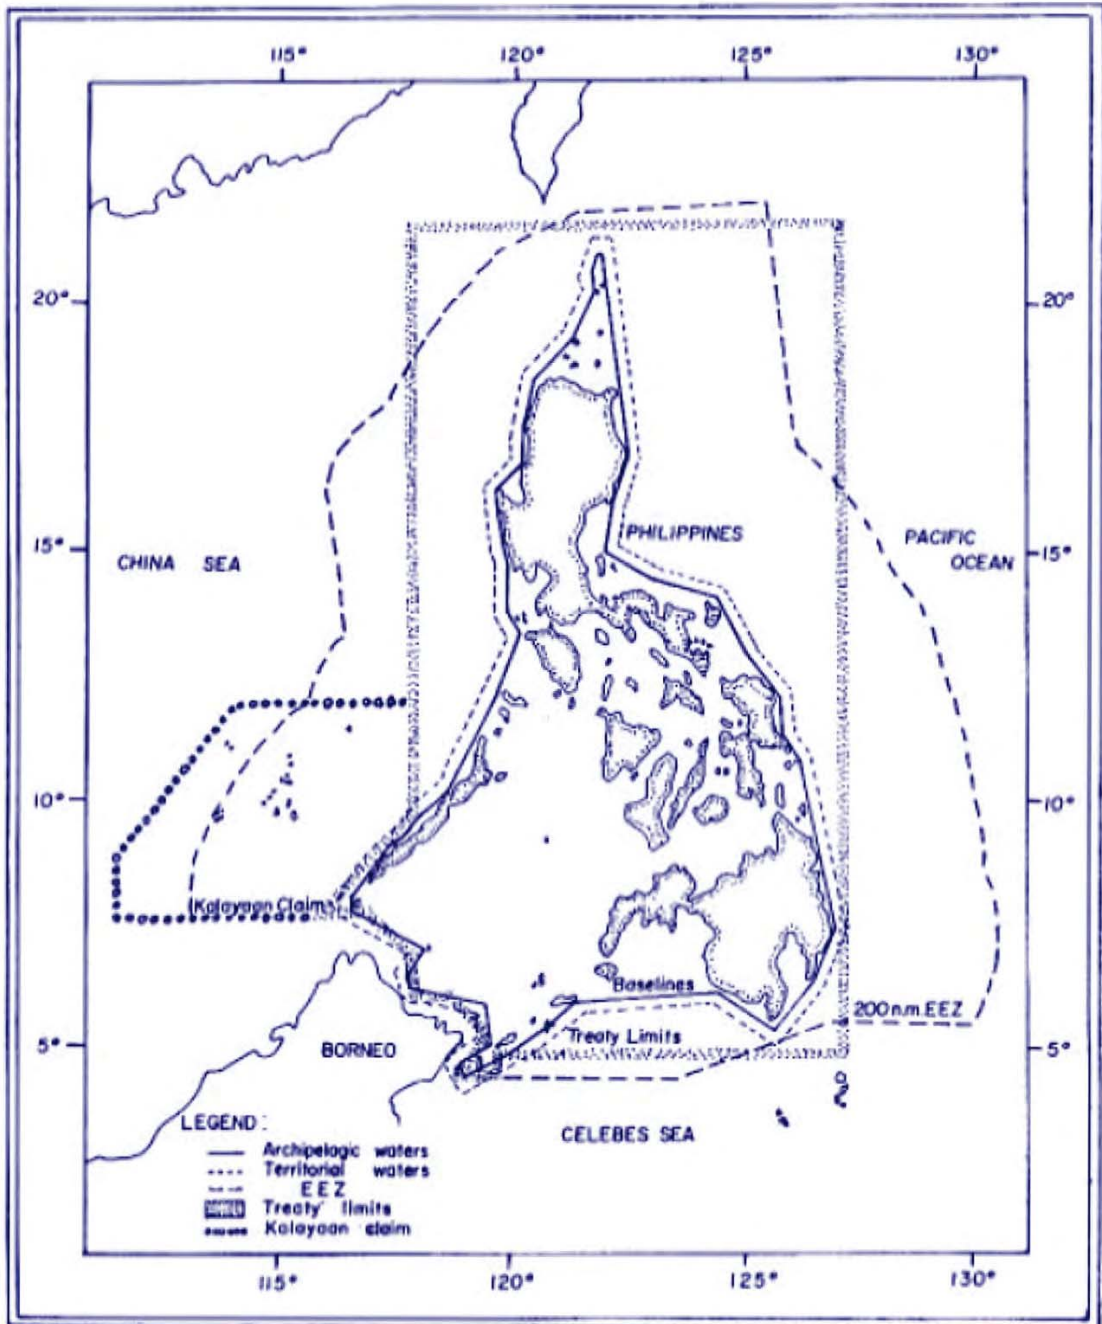 115° 120° 125° 130°
20° 20°
PHILIPPINES
PACIFIC
OCEAN
CHINA SEA
15° 15°
10° 10°
(Kalayaan Claim)
Baselines
200 n.m. EEZ
Treaty Limits
BORNEO
5° 5°
CELEBES SEA
LEGEND:
Archipelagic waters
Territorial waters
EEZ
Treaty limits
Kalayaan claim
115° 120° 125° 130°